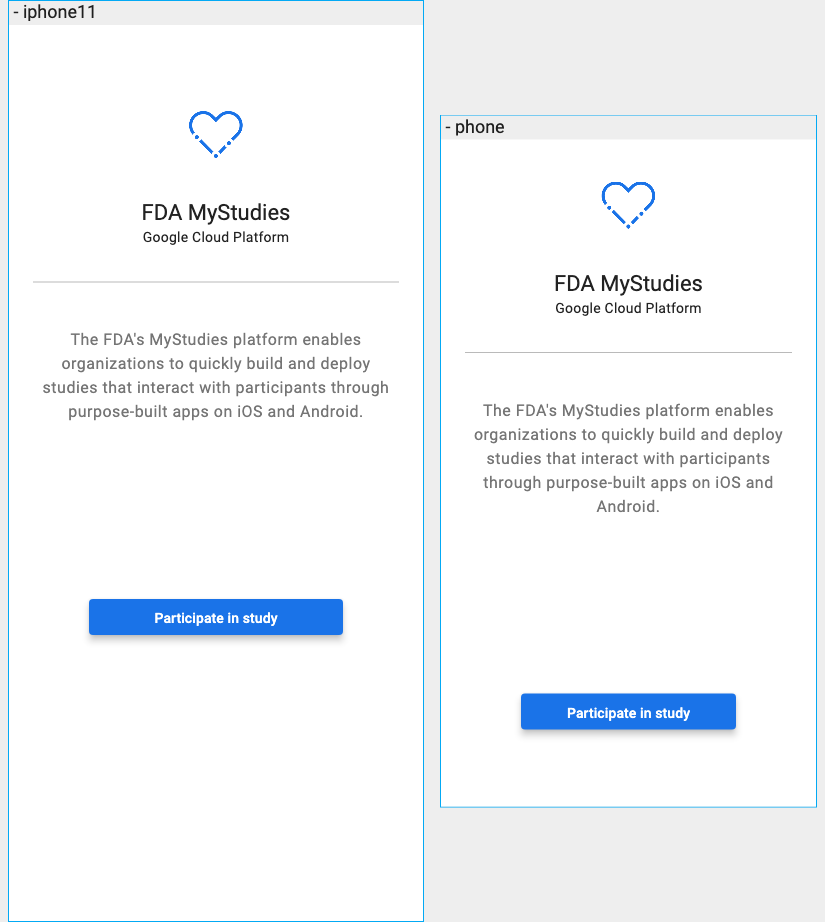 - iphone11
FDA MyStudies
Google Cloud Platform
The FDA's MyStudies platform enables
organizations to quickly build and deploy
studies that interact with participants through
purpose-built apps on iOS and Android.
Participate in study
- phone
FDA MyStudies
Google Cloud Platform
The FDA's MyStudies platform enables
organizations to quickly build and deploy
studies that interact with participants
through purpose-built apps on iOS and
Android.
Participate in study